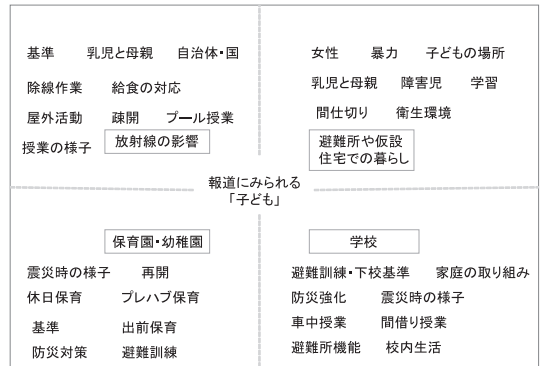 基準　乳児と母親　自治体・国
除線作業　給食の対応
屋外活動　疎開　プール授業
授業の様子　放射線の影響
女性　暴力　子どもの場所
乳児と母親　障害児　学習
間仕切り　衛生環境
避難所や仮設
住宅での暮らし
報道にみられる
「子ども」
保育園・幼稚園
震災時の様子　再開
休日保育　プレハブ保育
基準　出前保育
防災対策　避難訓練
学校
避難訓練・下校基準　家庭の取り組み
防災強化　震災時の様子
車中授業　間借り授業
避難所機能　校内生活